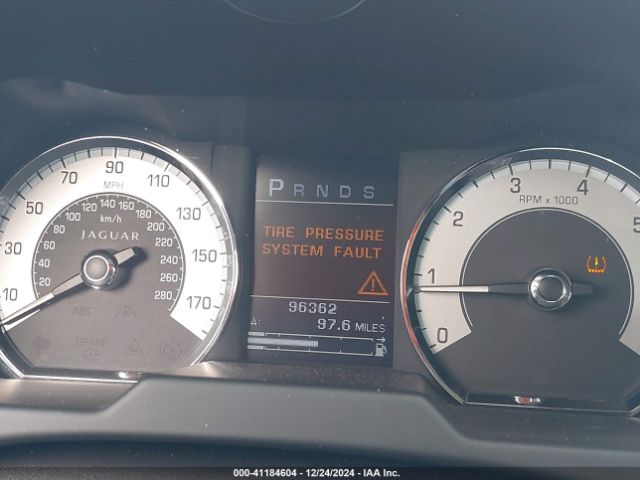 P R N D S
TIRE PRESSURE
SYSTEM FAULT
96362
A: 97.6 MILES
10 30 50 70 90 110 130 150 170
MPH
20 40 60 80 100 120 140 160 180 200 220 240 260 280
km/h
JAGUAR
ABS
BRAKE
0 1 2 3 4 5
RPM x 1000
000-41184604 - 12/24/2024 - IAA Inc.